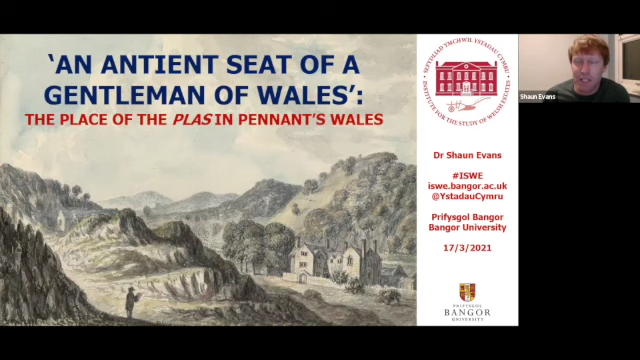 'AN ANTIENT SEAT OF A
GENTLEMAN OF WALES':
THE PLACE OF THE PLAS IN PENNANT'S WALES
SEFYDLIAD YMCHWIL YSTADAU CYMRU
INSTITUTE FOR THE STUDY OF WELSH ESTATES
Dr Shaun Evans
#ISWE
iswe.bangor.ac.uk
@YstadauCymru
Prifysgol Bangor
Bangor University
17/3/2021
PRIFYSGOL
BANGOR
UNIVERSITY
Shaun Evans